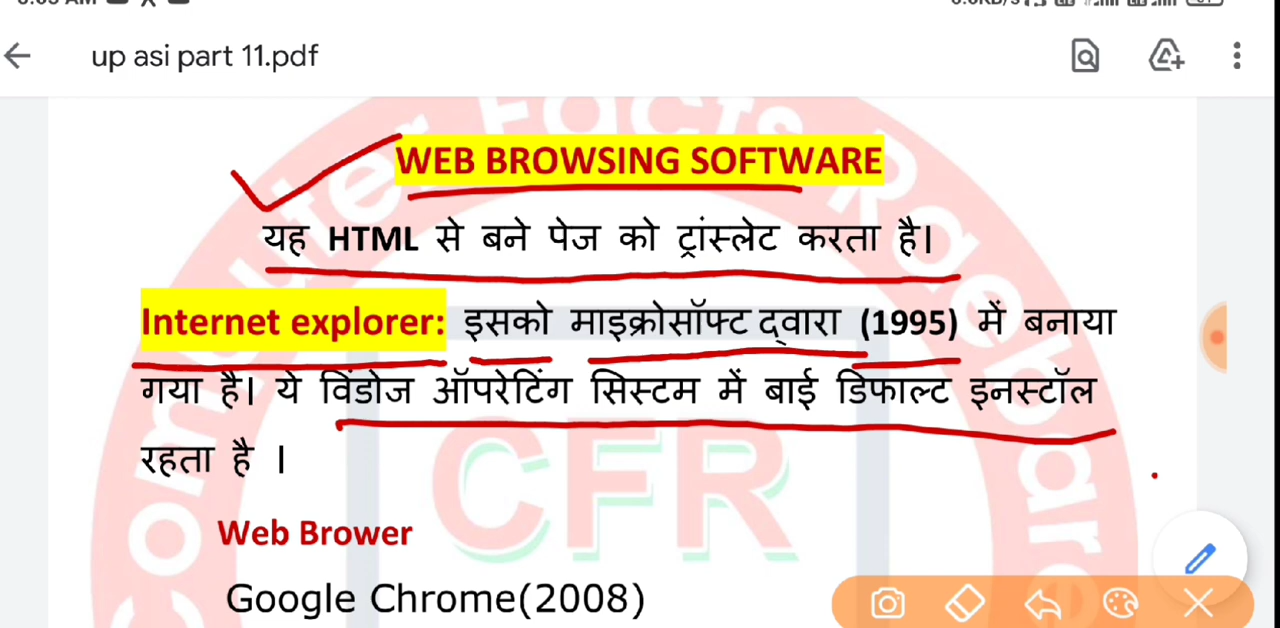 up asi part 11.pdf
WEB BROWSING SOFTWARE
यह HTML से बने पेज को ट्रांस्लेट करता है।
Internet explorer: इसको माइक्रोसॉफ्ट द्वारा (1995) में बनाया
गया है। ये विंडोज ऑपरेटिंग सिस्टम में बाई डिफाल्ट इनस्टॉल
रहता है ।
CFR
Web Brower
Google Chrome(2008)